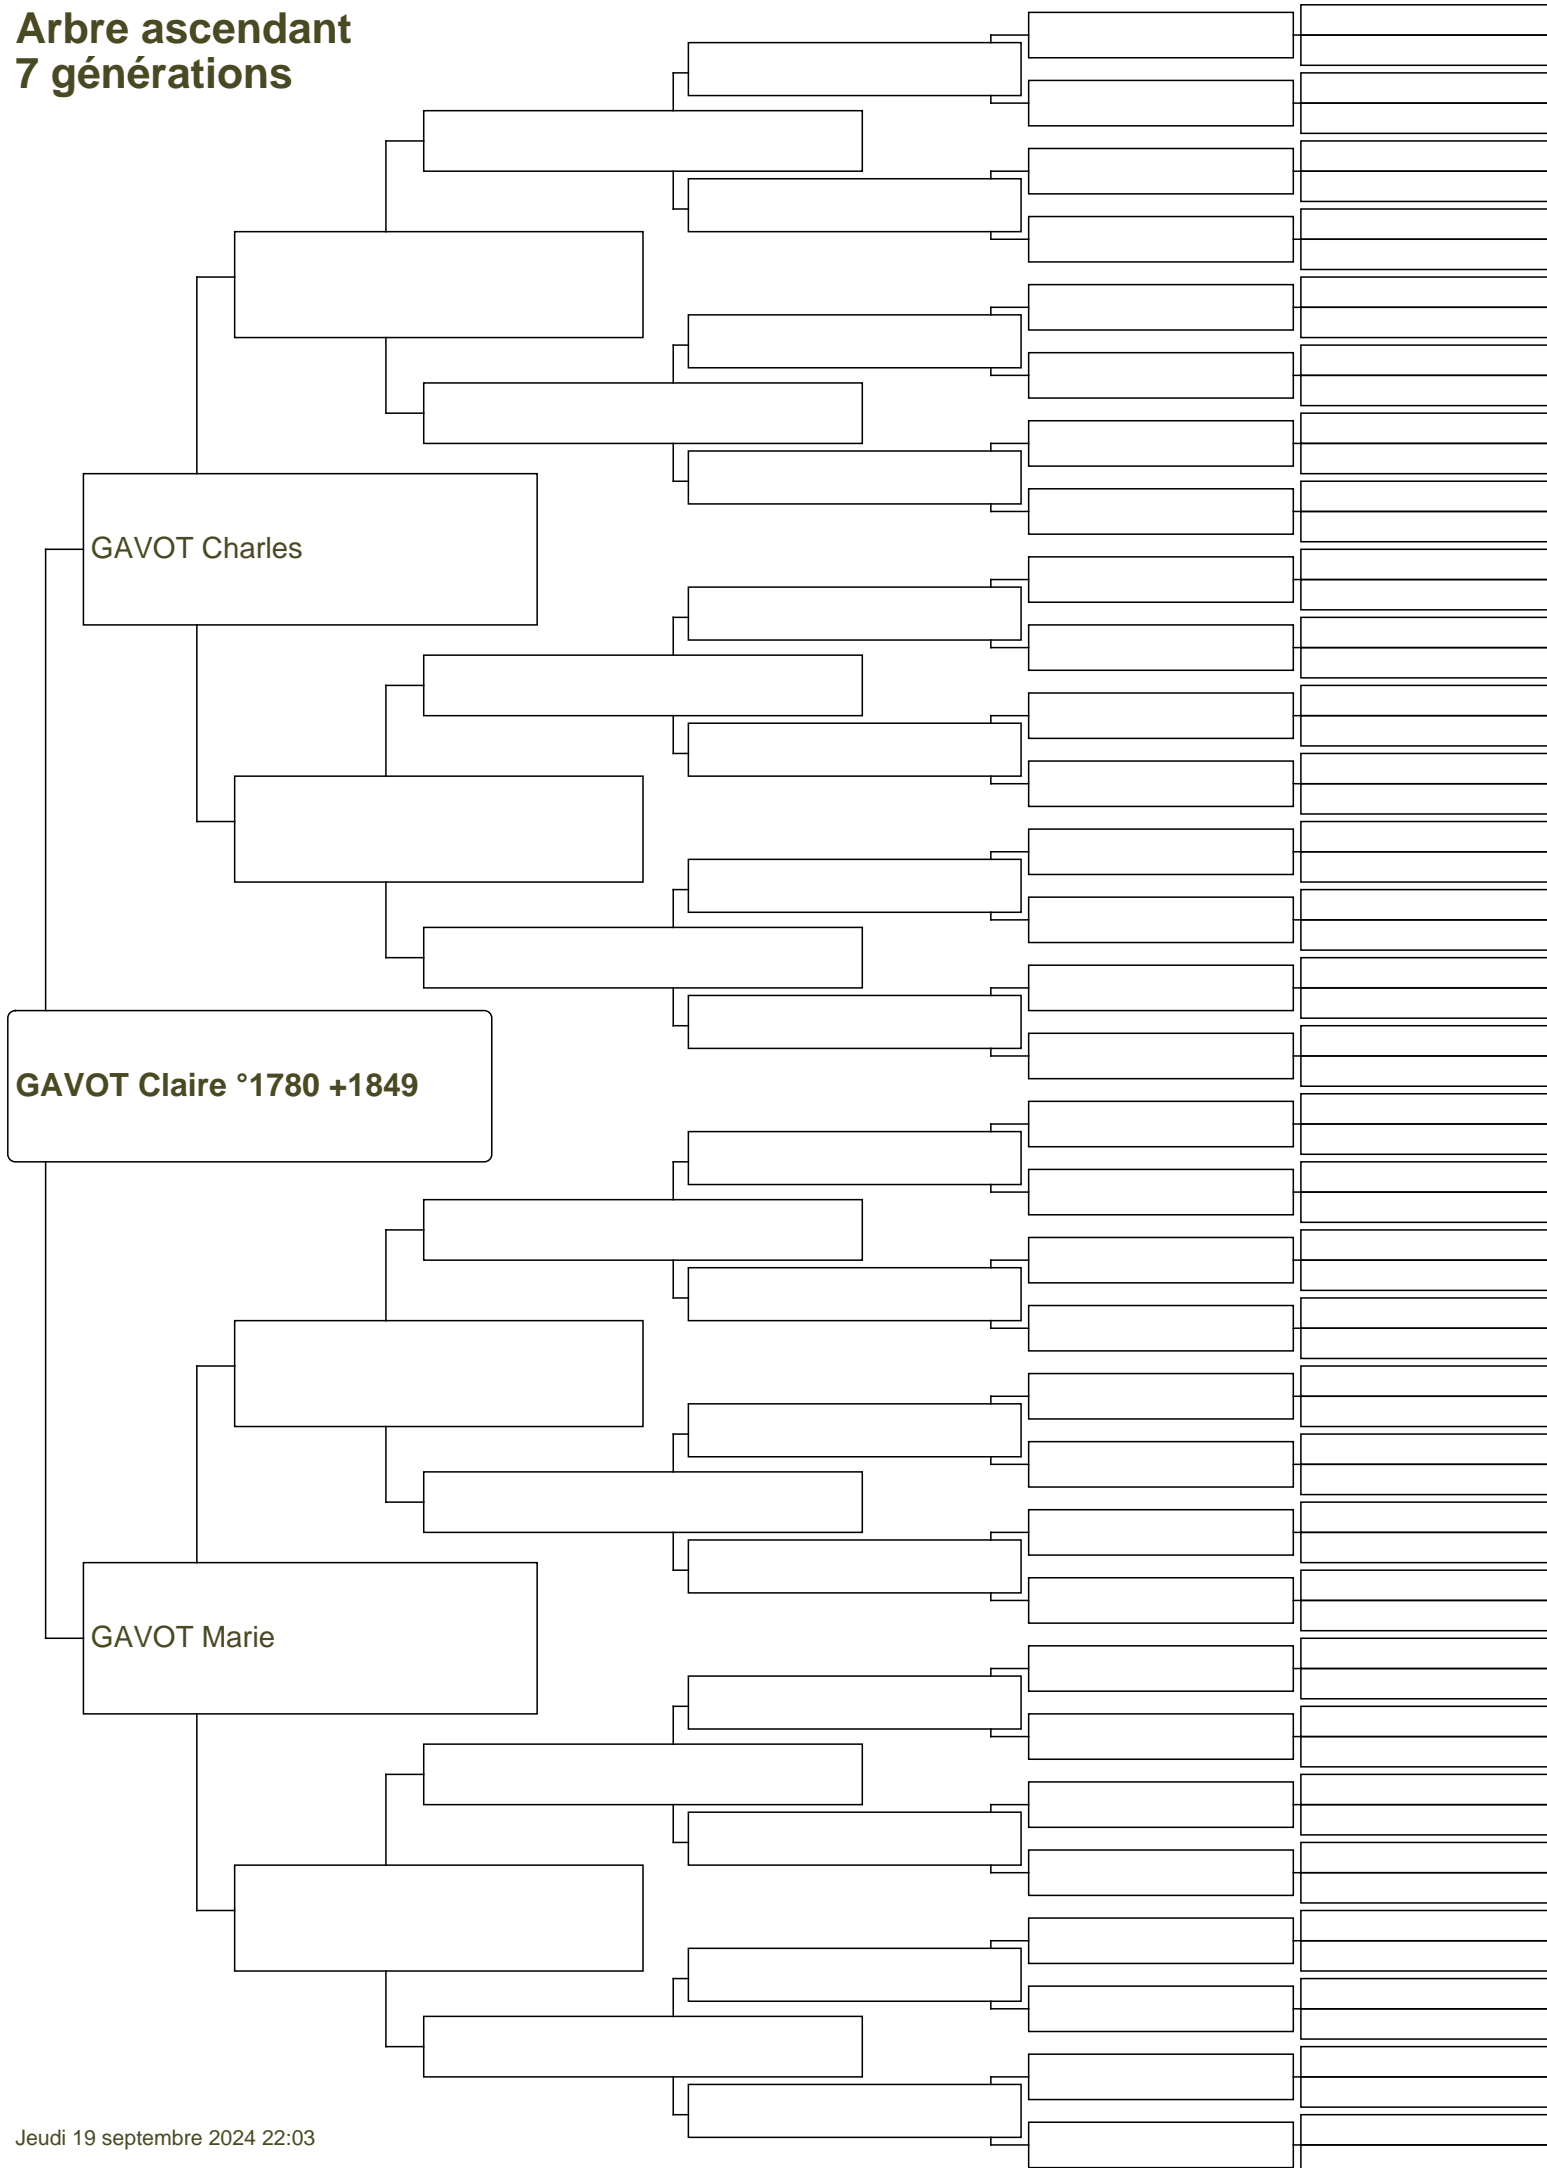 Arbre ascendant
7 générations
GAVOT Charles
GAVOT Claire °1780 +1849
GAVOT Marie
Jeudi 19 septembre 2024 22:03